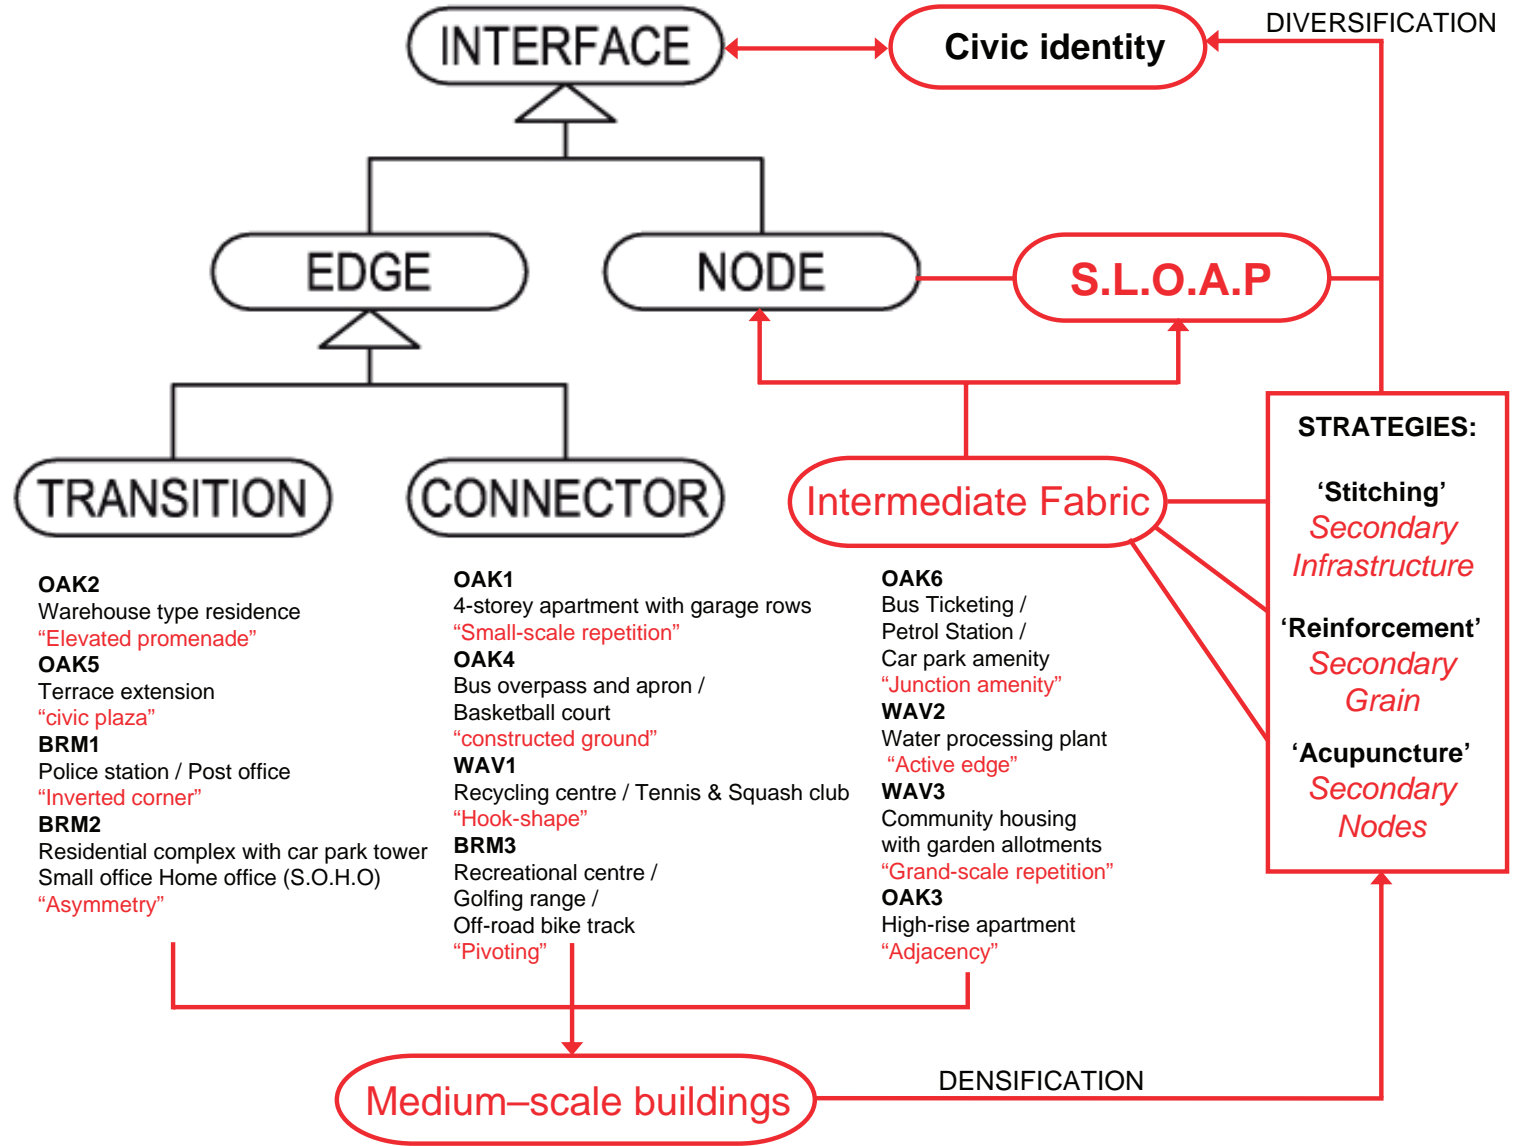 INTERFACE
Civic identity
DIVERSIFICATION
EDGE
NODE
S.L.O.A.P
TRANSITION
CONNECTOR
Intermediate Fabric
STRATEGIES:
‘Stitching’
Secondary
Infrastructure
‘Reinforcement’
Secondary
Grain
‘Acupuncture’
Secondary
Nodes
OAK2
Warehouse type residence
“Elevated promenade”
OAK5
Terrace extension
“civic plaza”
BRM1
Police station / Post office
“Inverted corner”
BRM2
Residential complex with car park tower
Small office Home office (S.O.H.O)
“Asymmetry”
OAK1
4-storey apartment with garage rows
“Small-scale repetition”
OAK4
Bus overpass and apron /
Basketball court
“constructed ground”
WAV1
Recycling centre / Tennis & Squash club
“Hook-shape”
BRM3
Recreational centre /
Golfing range /
Off-road bike track
“Pivoting”
OAK6
Bus Ticketing /
Petrol Station /
Car park amenity
“Junction amenity”
WAV2
Water processing plant
“Active edge”
WAV3
Community housing
with garden allotments
“Grand-scale repetition”
OAK3
High-rise apartment
“Adjacency”
Medium–scale buildings
DENSIFICATION